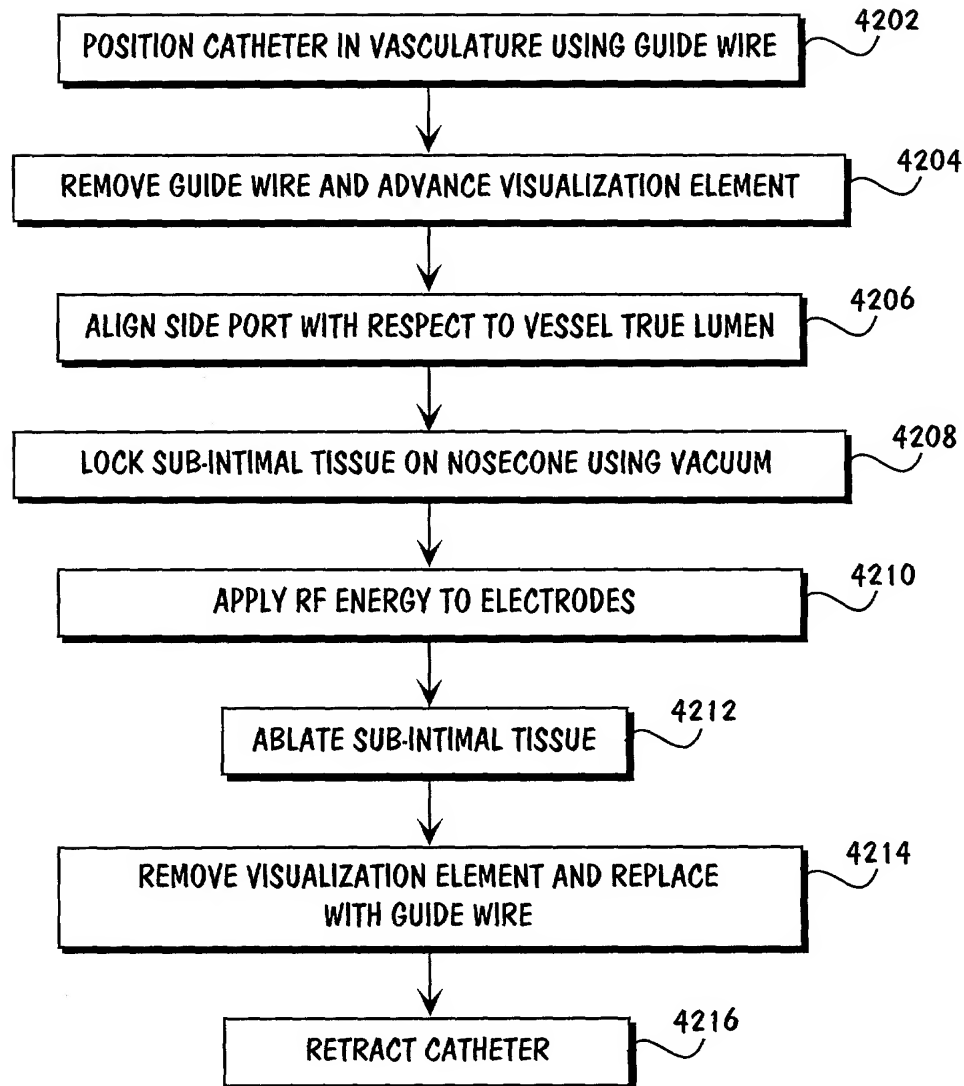 4202
POSITION CATHETER IN VASCULATURE USING GUIDE WIRE
4204
REMOVE GUIDE WIRE AND ADVANCE VISUALIZATION ELEMENT
4206
ALIGN SIDE PORT WITH RESPECT TO VESSEL TRUE LUMEN
4208
LOCK SUB-INTIMAL TISSUE ON NOSECONE USING VACUUM
4210
APPLY RF ENERGY TO ELECTRODES
4212
ABLATE SUB-INTIMAL TISSUE
4214
REMOVE VISUALIZATION ELEMENT AND REPLACE
WITH GUIDE WIRE
4216
RETRACT CATHETER